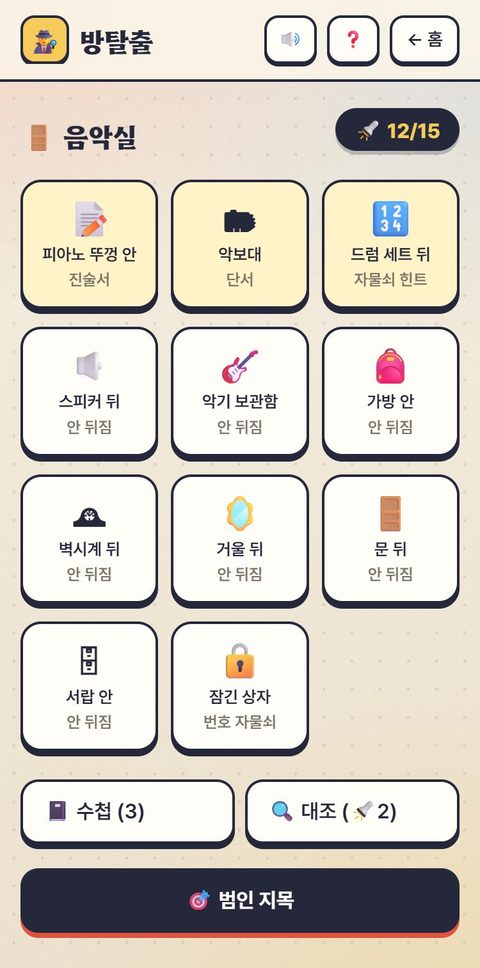 방탈출
← 홈
음악실
12/15
피아노 뚜껑 안
진술서
악보대
단서
1 2
3 4
드럼 세트 뒤
자물쇠 힌트
스피커 뒤
안 뒤짐
악기 보관함
안 뒤짐
가방 안
안 뒤짐
벽시계 뒤
안 뒤짐
거울 뒤
안 뒤짐
문 뒤
안 뒤짐
서랍 안
안 뒤짐
잠긴 상자
번호 자물쇠
수첩 (3)
대조 ( 2)
범인 지목